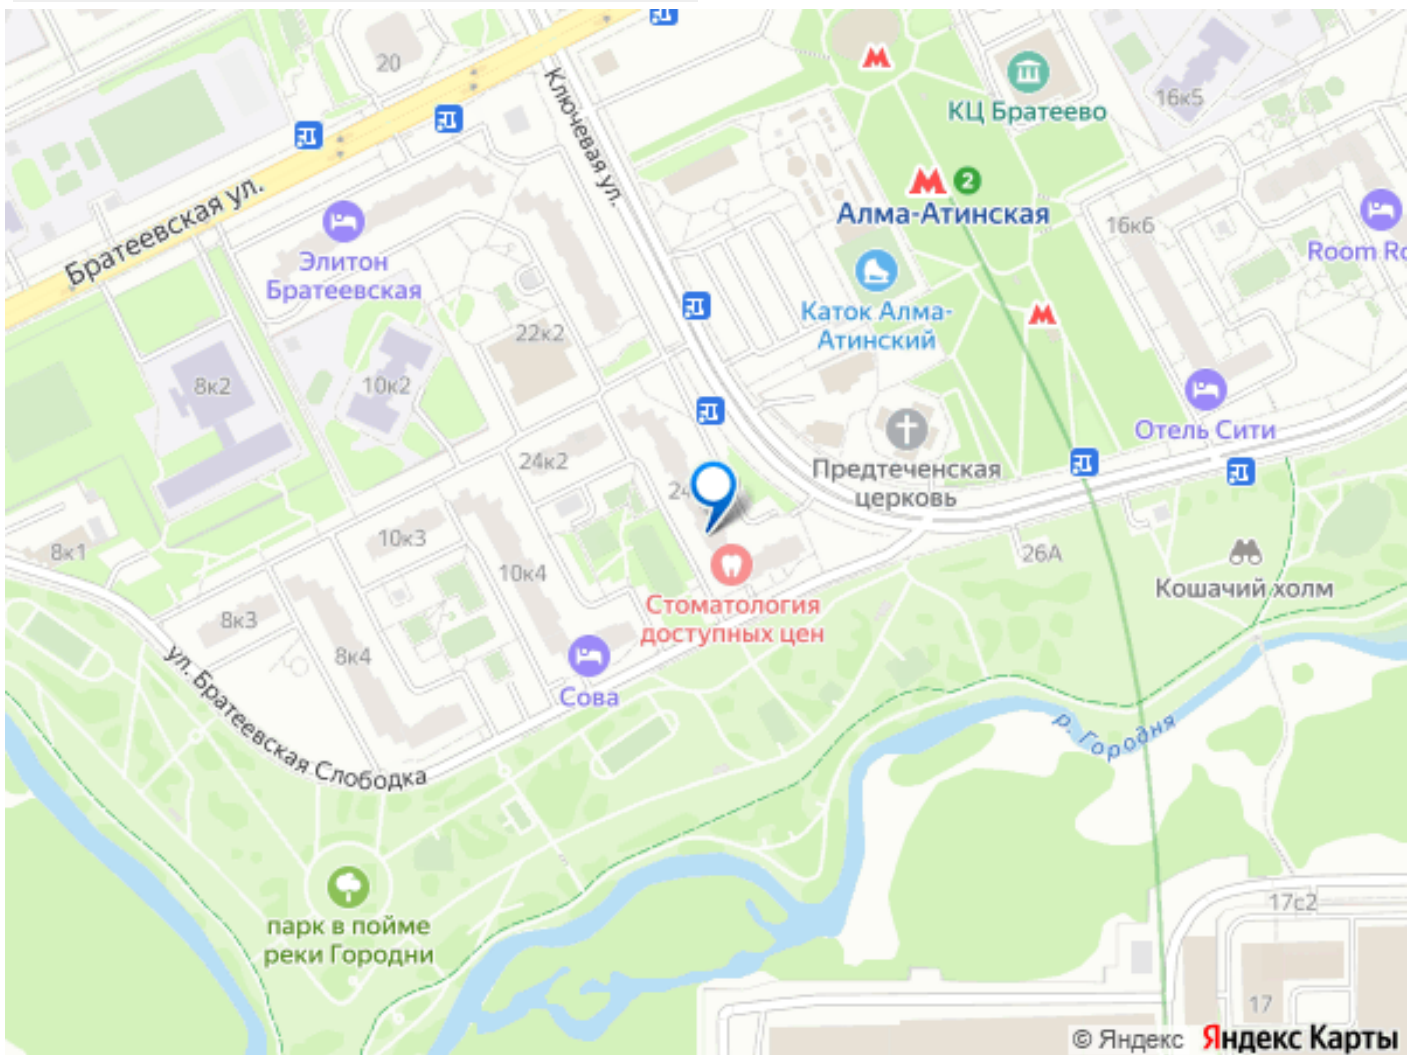 20
Ключевая ул.
КЦ Братеево
16к5
Братеевская ул.
М 2
Алма-Атинская
16к6
Room Ro
Элитон
Братеевская
Каток Алма-
Атинский
22к2
8к2
10к2
Отель Сити
24к2
Предтеченская
церковь
24
10к3
8к1
10к4
26А
Кошачий холм
Стоматология
доступных цен
8к3
8к4
Сова
ул. Братеевская Слободка
р. Городня
парк в пойме
реки Городни
17с2
17
© Яндекс Яндекс Карты